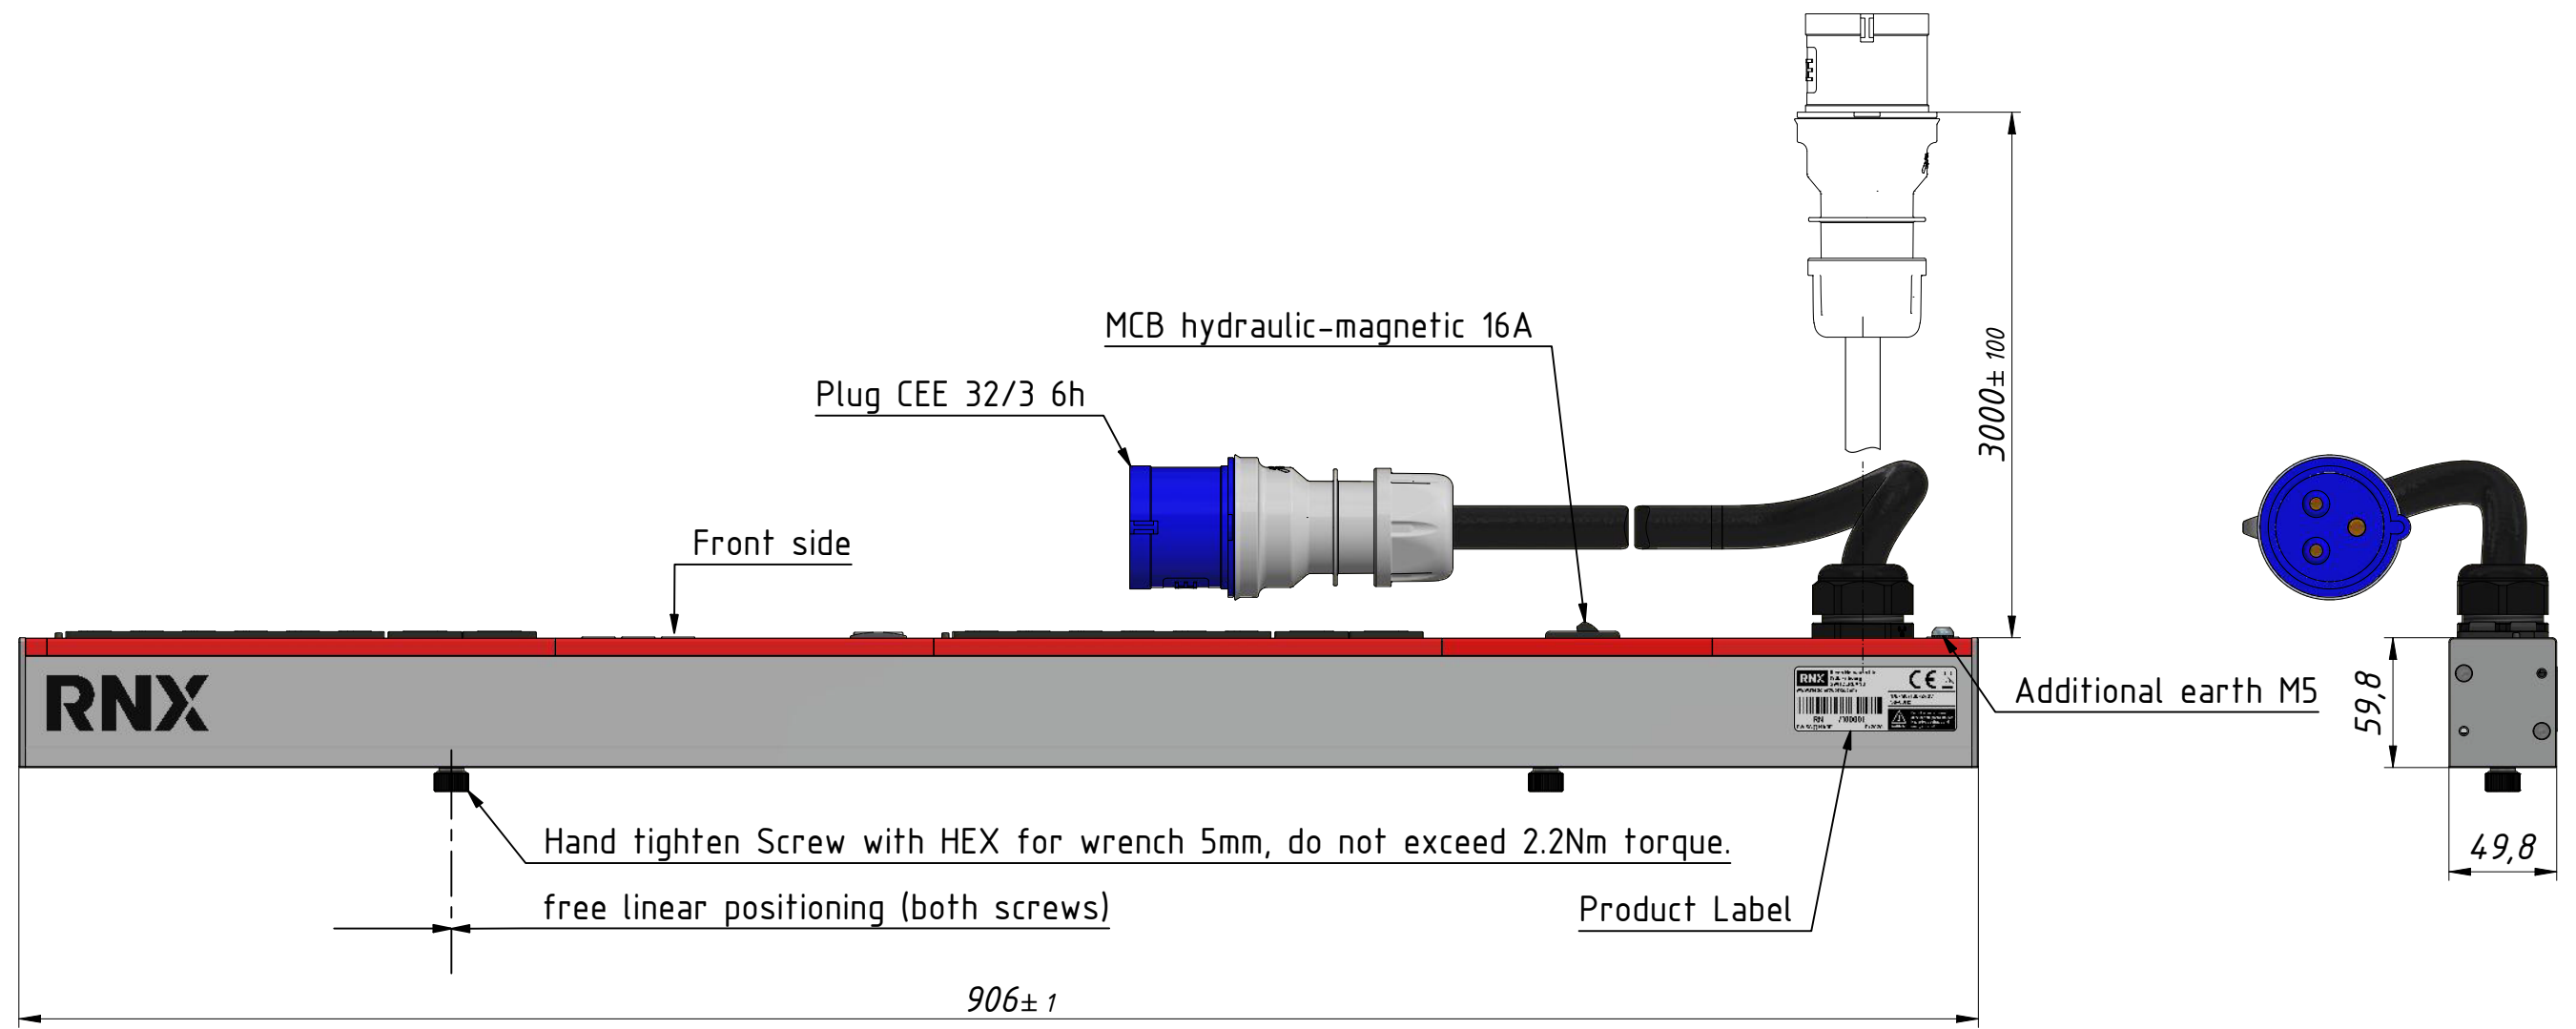 MCB hydraulic-magnetic 16A
3000± 100
Plug CEE 32/3 6h
Front side
RNX
RNX
CE
Additional earth M5
59,8
49,8
Hand tighten Screw with HEX for wrench 5mm, do not exceed 2.2Nm torque.
free linear positioning (both screws)
Product Label
906± 1